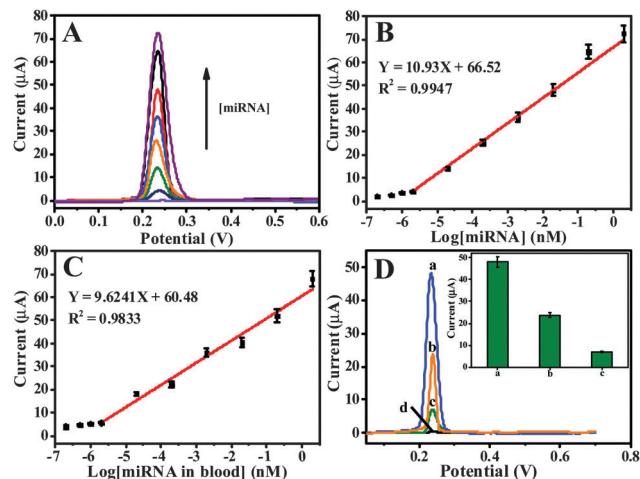 A
80
70
60
50
40
30
20
10
0
Current (µA)
[miRNA]
0.0 0.1 0.2 0.3 0.4 0.5 0.6
Potential (V)
B
80
70
60
50
40
30
20
10
0
Current (µA)
Y = 10.93X + 66.52
R² = 0.9947
-7 -6 -5 -4 -3 -2 -1 0
Log[miRNA] (nM)
C
80
70
60
50
40
30
20
10
0
Current (µA)
Y = 9.6241X + 60.48
R² = 0.9833
-7 -6 -5 -4 -3 -2 -1 0
Log[miRNA in blood] (nM)
D
50
40
30
20
10
0
Current (µA)
a
b
c
d
0.2 0.4 0.6 0.8
Potential (V)
50
40
30
20
10
0
Current (µA)
a b c